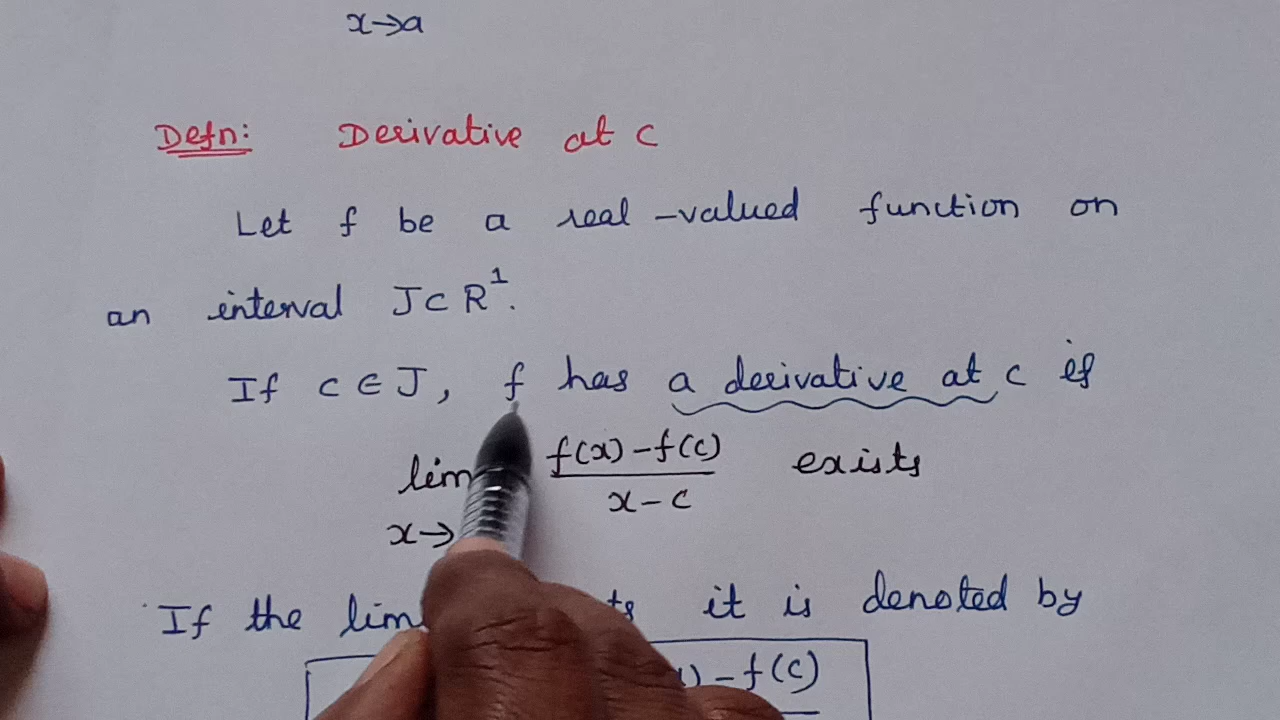 x→a
Defn: Derivative at c
Let f be a real-valued function on
an interval J⊂R¹.
If c∈J, f has a derivative at c if
lim f(x)-f(c) exists
x-c
x→
If the it is denoted by
-f(c)